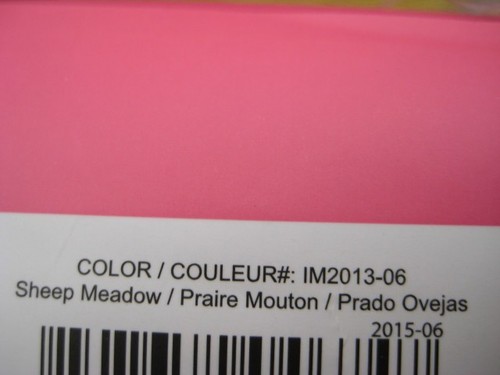 COLOR / COULEUR#: IM2013-06
Sheep Meadow / Praire Mouton / Prado Ovejas
2015-06